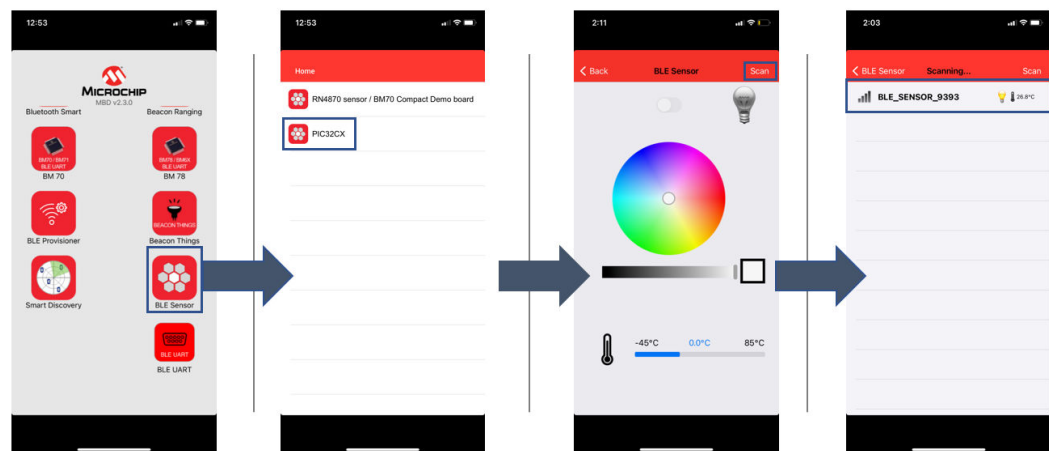 12:53
MICROCHIP
MBD v2.3.0
Bluetooth Smart
Beacon Ranging
BM70 / BM71
BLE UART
BM 70
BM78 / BM6X
BLE UART
BM 78
BLE Provisioner
BEACON THINGS
Beacon Things
Smart Discovery
BLE Sensor
BLE UART
BLE UART
12:53
Home
RN4870 sensor / BM70 Compact Demo board
PIC32CX
2:11
Back
BLE Sensor
Scan
-45°C 0.0°C 85°C
2:03
BLE Sensor
Scanning...
Scan
BLE_SENSOR_9393
26.8°C